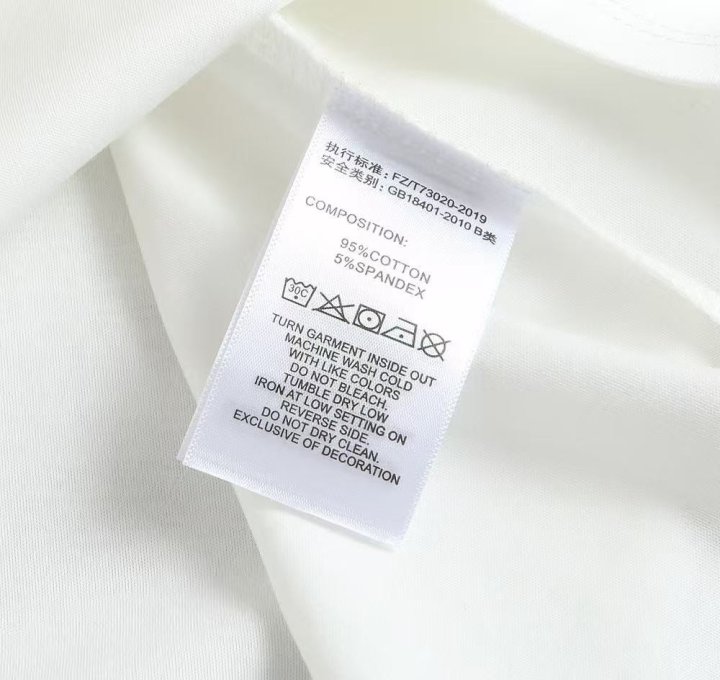 执行标准：FZ/T73020-2019
安全类别：GB18401-2010 B类
COMPOSITION:
95%COTTON
5%SPANDEX
30C
TURN GARMENT INSIDE OUT
MACHINE WASH COLD
WITH LIKE COLORS
DO NOT BLEACH.
TUMBLE DRY LOW
IRON AT LOW SETTING ON
REVERSE SIDE.
DO NOT DRY CLEAN.
EXCLUSIVE OF DECORATION